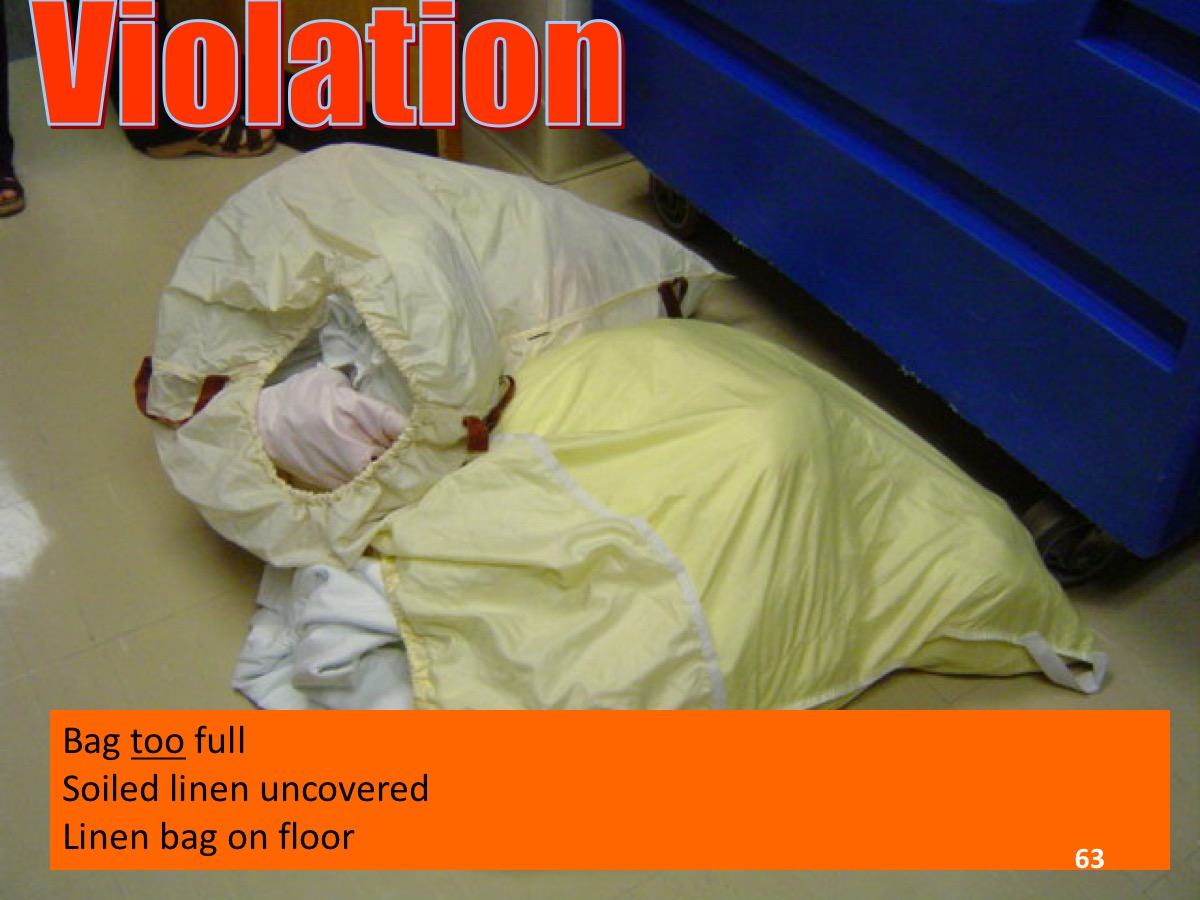 Violation
Bag too full
Soiled linen uncovered
Linen bag on floor
63